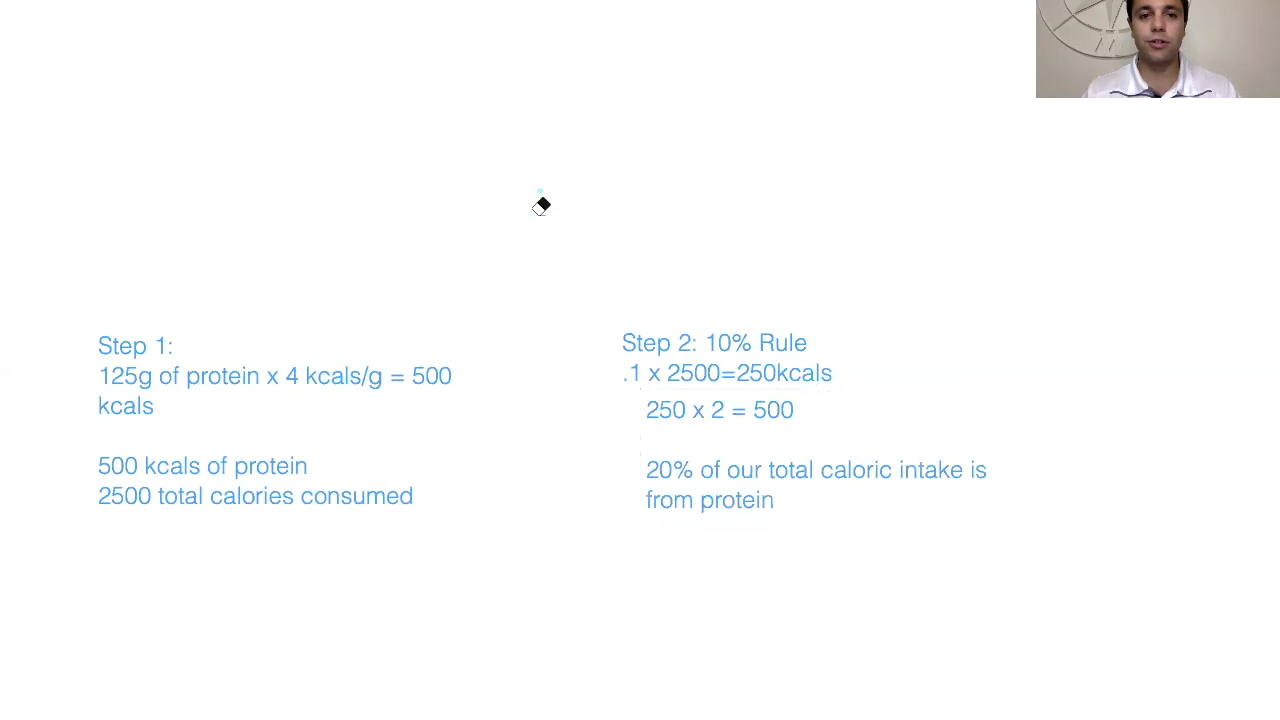 Step 1:
125g of protein x 4 kcals/g = 500
kcals
500 kcals of protein
2500 total calories consumed
Step 2: 10% Rule
.1 x 2500=250kcals
250 x 2 = 500
20% of our total caloric intake is
from protein